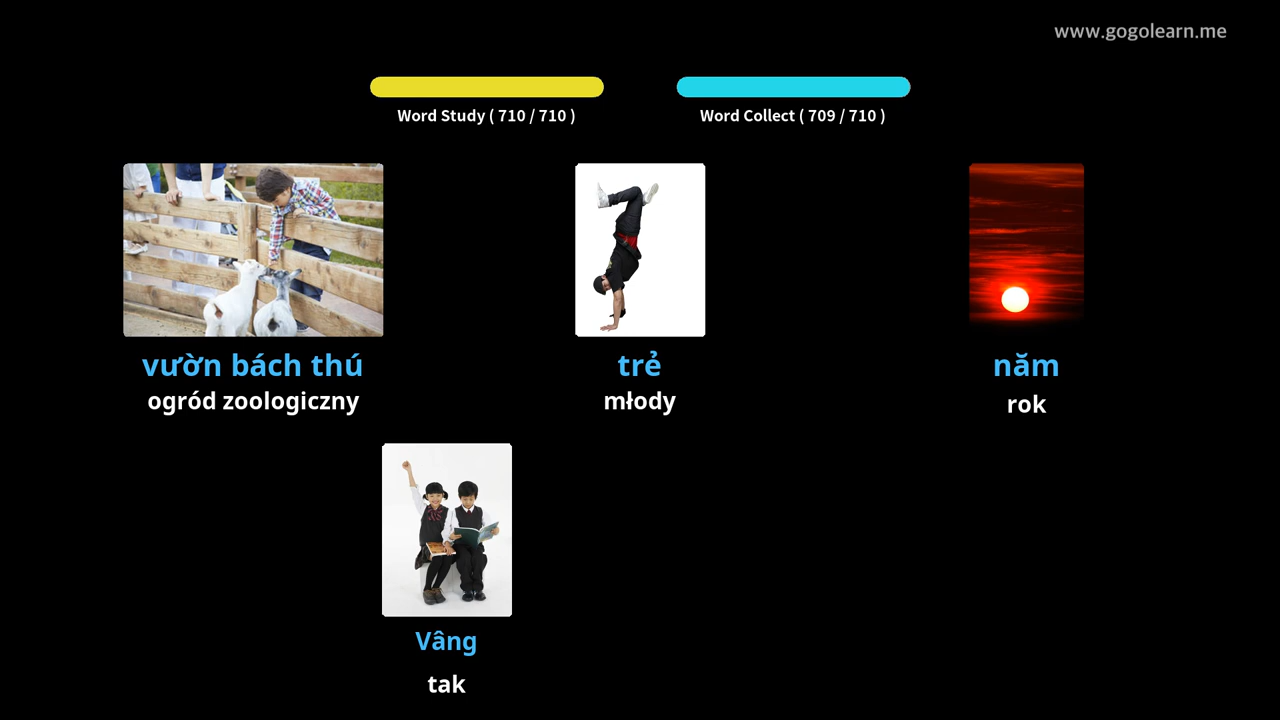 www.gogolearn.me
Word Study ( 710 / 710 )
Word Collect ( 709 / 710 )
vườn bách thú
ogród zoologiczny
trẻ
młody
năm
rok
Vâng
tak